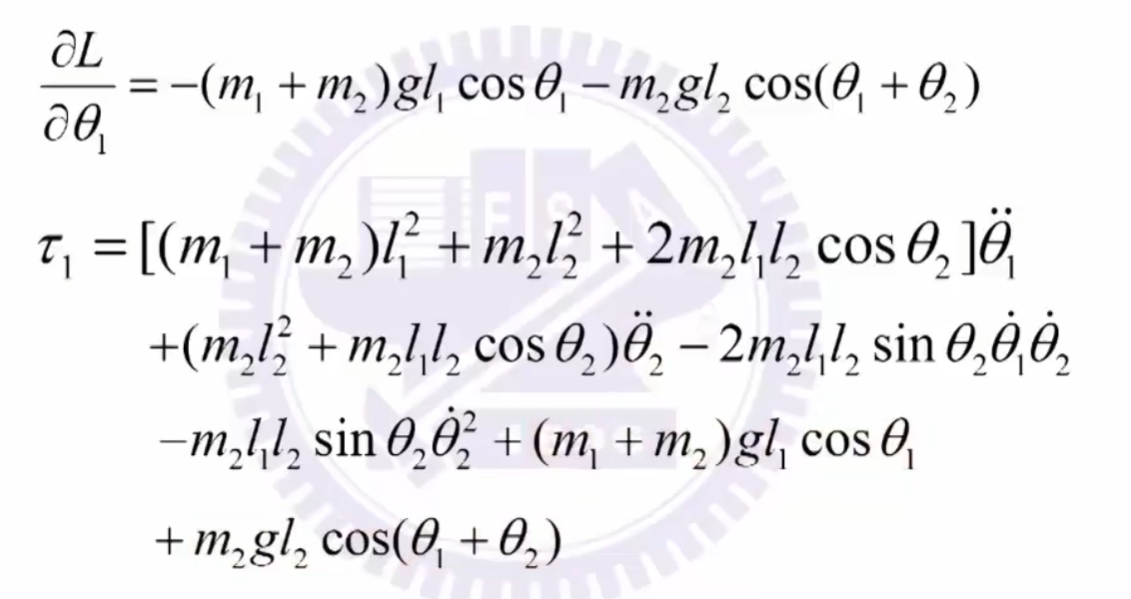 ∂L/∂θ₁ = −(m₁ + m₂)gl₁ cos θ₁ − m₂gl₂ cos(θ₁ + θ₂)
τ₁ = [(m₁ + m₂)l₁² + m₂l₂² + 2m₂l₁l₂ cos θ₂]θ̈₁
+(m₂l₂² + m₂l₁l₂ cos θ₂)θ̈₂ − 2m₂l₁l₂ sin θ₂θ̇₁θ̇₂
−m₂l₁l₂ sin θ₂θ̇₂² + (m₁ + m₂)gl₁ cos θ₁
+ m₂gl₂ cos(θ₁ + θ₂)